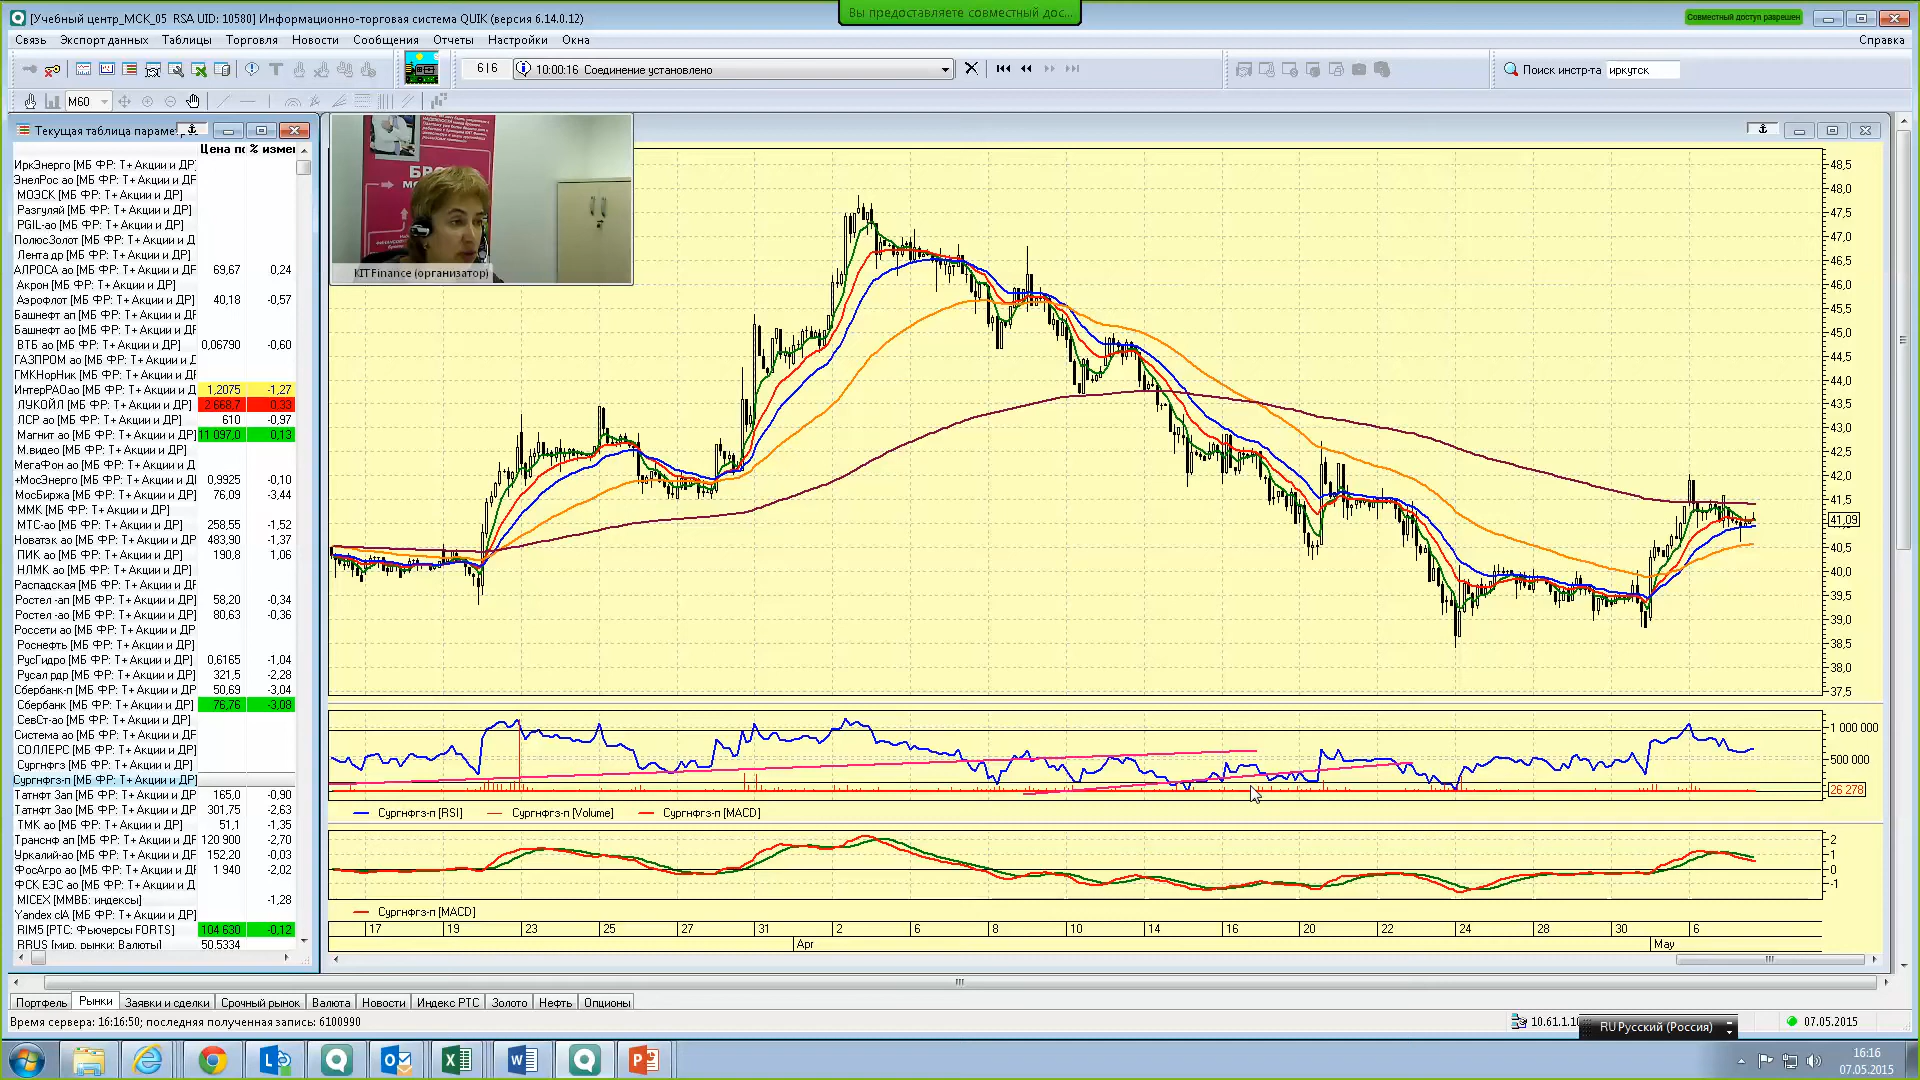 [Учебный центр_МСК_05 RSA UID: 10580] Информационно-торговая система QUIK (версия 6.14.0.12)
Вы предоставляете совместный дос...
Совместный доступ разрешен
Связь Экспорт данных Таблицы Торговля Новости Сообщения Отчеты Настройки Окна Справка
6|6 10:00:16 Соединение установлено Поиск инстр-та иркутск
M60
Текущая таблица параме
Цена по % измен
ИркЭнерго [МБ ФР: Т+ Акции и ДР]
ЭнелРос ао [МБ ФР: Т+ Акции и ДР
МОЭСК [МБ ФР: Т+ Акции и ДР]
Разгуляй [МБ ФР: Т+ Акции и ДР]
PGIL-ао [МБ ФР: Т+ Акции и ДР]
ПолюсЗолот [МБ ФР: Т+ Акции и Д
Лента др [МБ ФР: Т+ Акции и ДР]
АЛРОСА ао [МБ ФР: Т+ Акции и ДР 69,67 0,24
Акрон [МБ ФР: Т+ Акции и ДР]
Аэрофлот [МБ ФР: Т+ Акции и ДР] 40,18 -0,57
Башнефт ап [МБ ФР: Т+ Акции и ДР
Башнефт ао [МБ ФР: Т+ Акции и ДР
ВТБ ао [МБ ФР: Т+ Акции и ДР] 0,06790 -0,60
ГАЗПРОМ ао [МБ ФР: Т+ Акции и Д
ГМКНорНик [МБ ФР: Т+ Акции и ДР
ИнтерРАОао [МБ ФР: Т+ Акции и Д 1,2075 -1,27
ЛУКОЙЛ [МБ ФР: Т+ Акции и ДР] 2 668,7 0,33
ЛСР ао [МБ ФР: Т+ Акции и ДР] 610 -0,97
Магнит ао [МБ ФР: Т+ Акции и ДР] 11 097,0 0,13
М.видео [МБ ФР: Т+ Акции и ДР]
МегаФон ао [МБ ФР: Т+ Акции и ДР
+МосЭнерго [МБ ФР: Т+ Акции и Д 0,9925 -0,10
МосБиржа [МБ ФР: Т+ Акции и ДР] 76,09 -3,44
ММК [МБ ФР: Т+ Акции и ДР]
МТС-ао [МБ ФР: Т+ Акции и ДР] 258,55 -1,52
Новатэк ао [МБ ФР: Т+ Акции и ДР] 483,90 -1,37
ПИК ао [МБ ФР: Т+ Акции и ДР] 190,8 1,06
НЛМК ао [МБ ФР: Т+ Акции и ДР]
Распадская [МБ ФР: Т+ Акции и ДР
Ростел -ап [МБ ФР: Т+ Акции и ДР] 58,20 -0,34
Ростел -ао [МБ ФР: Т+ Акции и ДР] 80,63 -0,36
Россети ао [МБ ФР: Т+ Акции и ДР]
Роснефть [МБ ФР: Т+ Акции и ДР]
РусГидро [МБ ФР: Т+ Акции и ДР] 0,6165 -1,04
Русал рдр [МБ ФР: Т+ Акции и ДР] 321,5 -2,28
Сбербанк-п [МБ ФР: Т+ Акции и ДР 50,69 -3,04
Сбербанк [МБ ФР: Т+ Акции и ДР] 76,76 -3,08
СевСт-ао [МБ ФР: Т+ Акции и ДР]
Система ао [МБ ФР: Т+ Акции и ДР
СОЛЛЕРС [МБ ФР: Т+ Акции и ДР]
Сургнфгз [МБ ФР: Т+ Акции и ДР]
Сургнфгз-п [МБ ФР: Т+ Акции и ДР]
Татнфт 3ап [МБ ФР: Т+ Акции и ДР 165,0 -0,90
Татнфт 3ао [МБ ФР: Т+ Акции и ДР 301,75 -2,63
ТМК ао [МБ ФР: Т+ Акции и ДР] 51,1 -1,35
Транснф ап [МБ ФР: Т+ Акции и ДР 120 900 -2,70
Уркалий-ао [МБ ФР: Т+ Акции и ДР 152,20 -0,03
ФосАгро ао [МБ ФР: Т+ Акции и ДР 1 940 -2,02
ФСК ЕЭС ао [МБ ФР: Т+ Акции и Д
MICEX [ММВБ: индексы] -1,28
Yandex clA [МБ ФР: Т+ Акции и ДР]
RIM5 [РТС: Фьючерсы FORTS] 104 630 -0,12
RRUS [мир. рынки: Валюты] 50,5334
KIT Finance (организатор)
48,5
48,0
47,5
47,0
46,5
46,0
45,5
45,0
44,5
44,0
43,5
43,0
42,5
42,0
41,5
41,09
40,5
40,0
39,5
39,0
38,5
38,0
37,5
1 000 000
500 000
26 278
Сургнфгз-п [RSI] Сургнфгз-п [Volume] Сургнфгз-п [MACD]
2
1
0
-1
Сургнфгз-п [MACD]
17 19 23 25 27 31 2 6 8 10 14 16 20 22 24 28 30 6
Apr May
Портфель Рынки Заявки и сделки Срочный рынок Валюта Новости Индекс РТС Золото Нефть Опционы
Время сервера: 16:16:50; последняя полученная запись: 6100990 10.61.1.10 RU Русский (Россия) 07.05.2015
16:16
07.05.2015